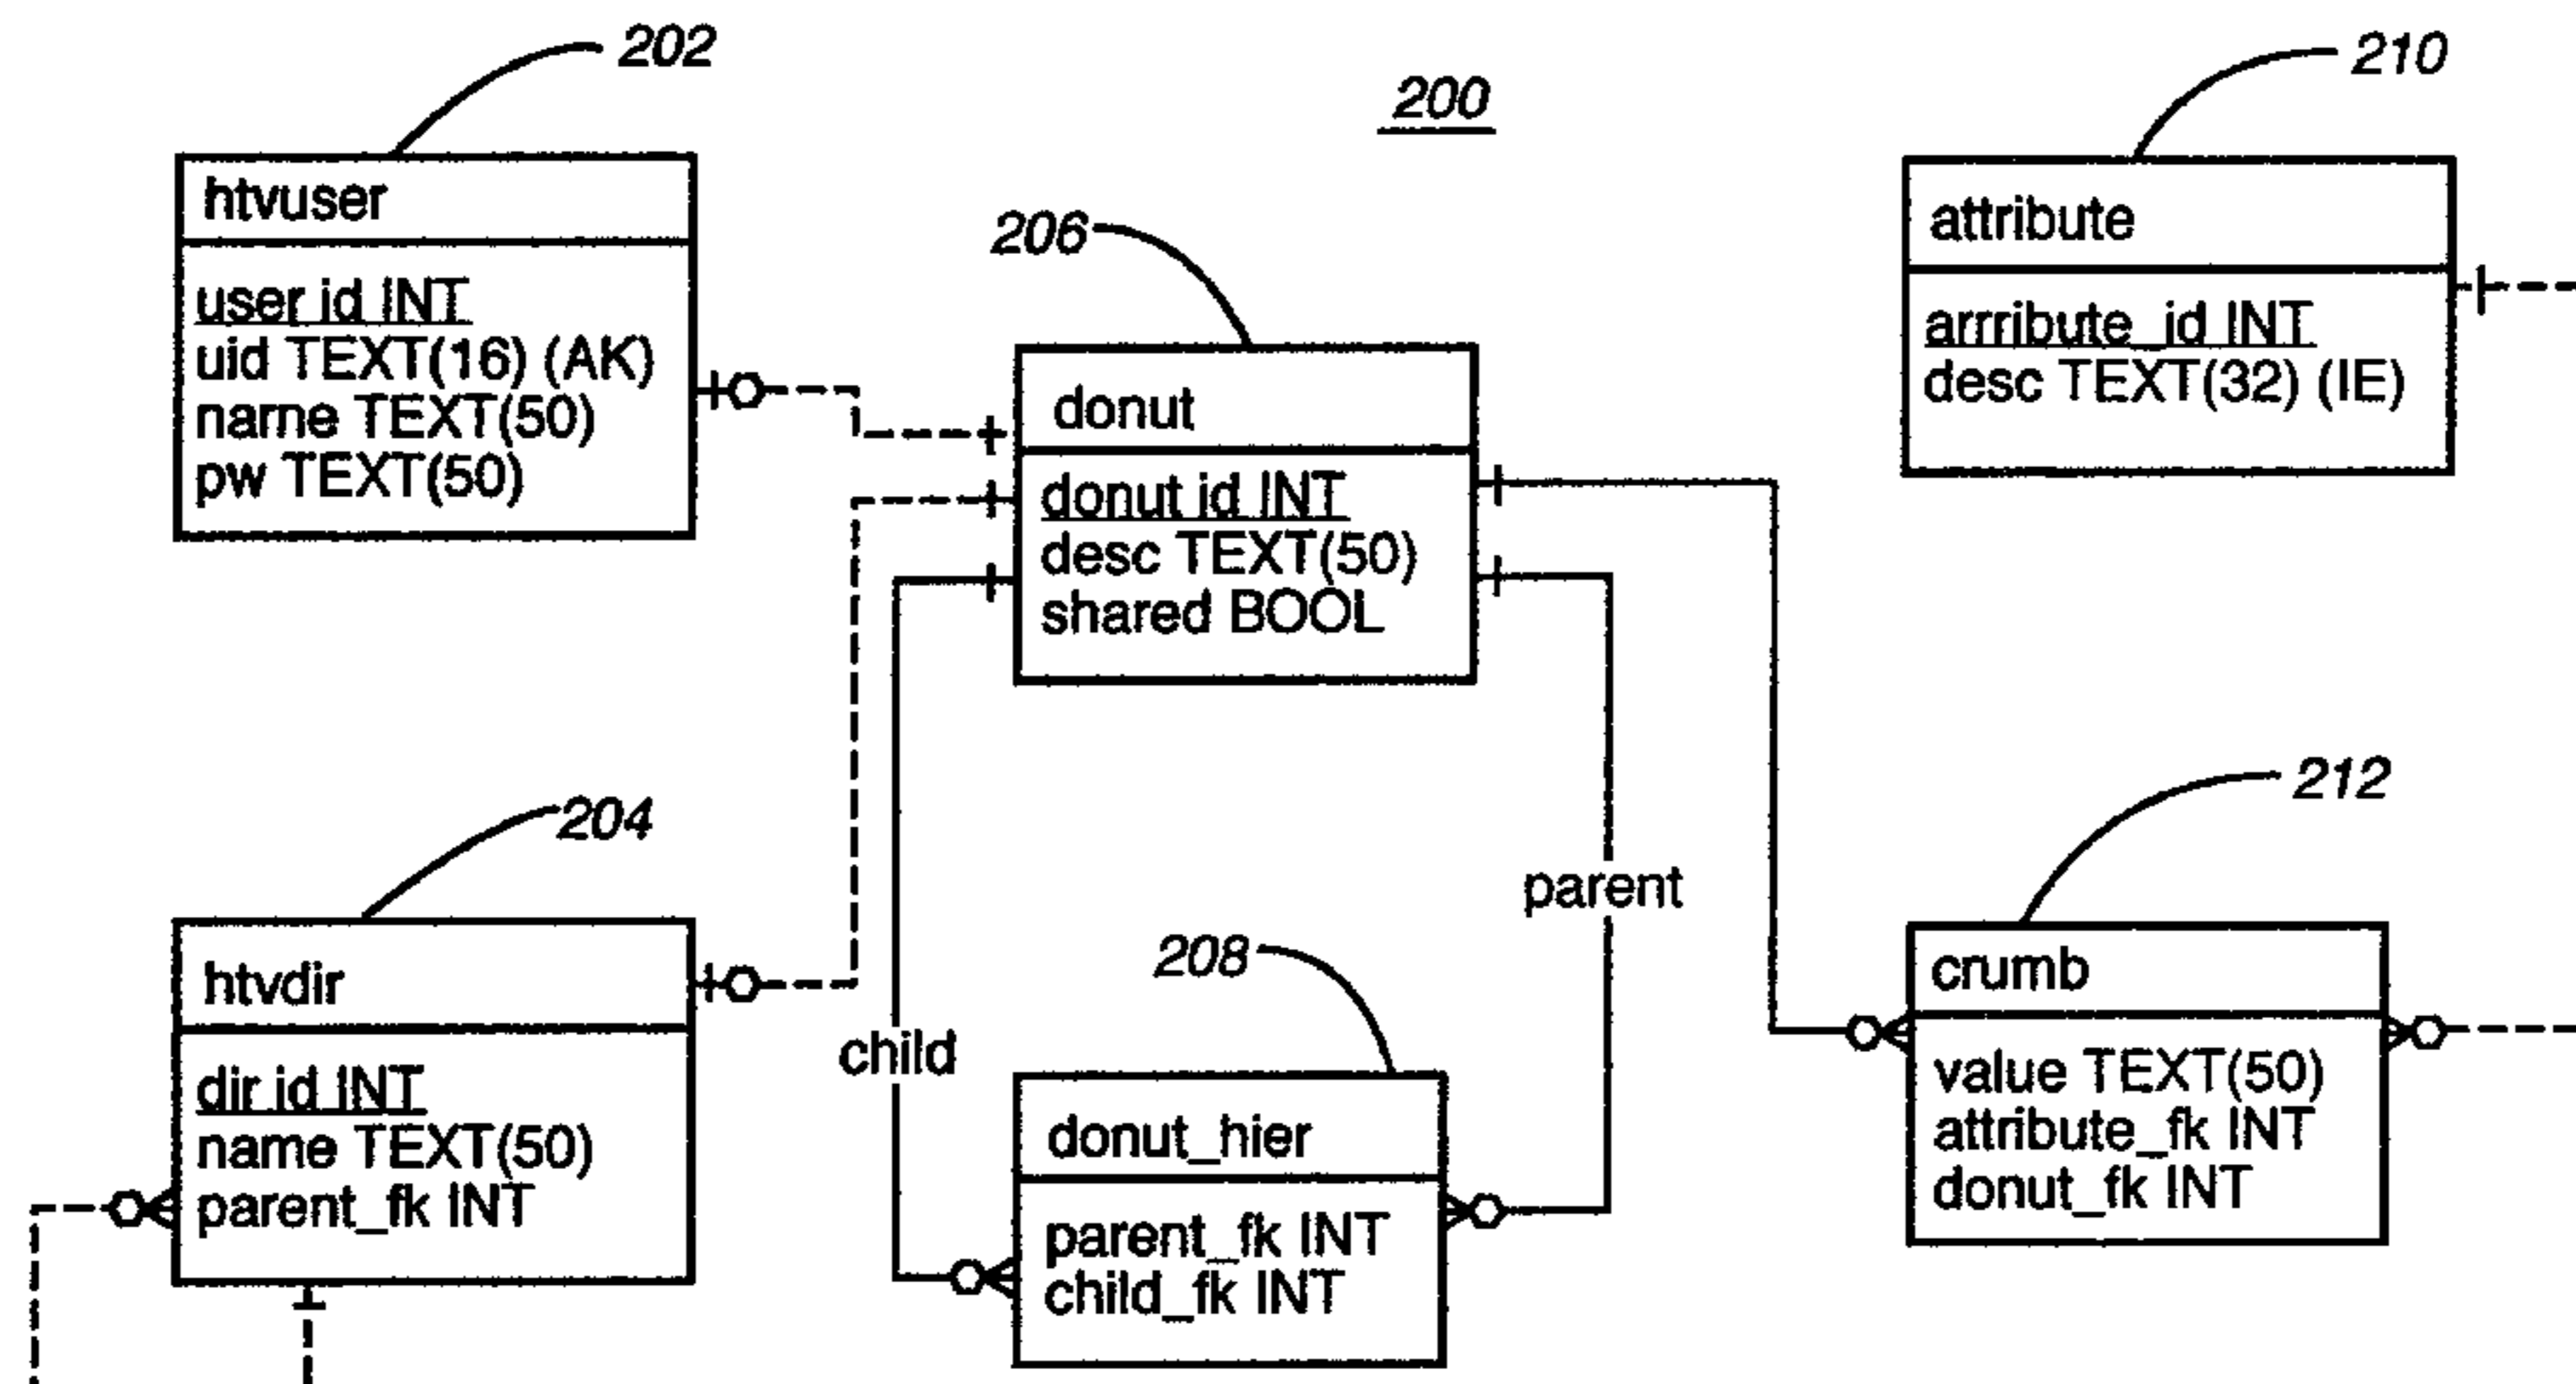 202
200
210
htvuser
user id INT
uid TEXT(16) (AK)
name TEXT(50)
pw TEXT(50)
206
donut
donut id INT
desc TEXT(50)
shared BOOL
attribute
arrribute_id INT
desc TEXT(32) (IE)
204
htvdir
dir id INT
name TEXT(50)
parent_fk INT
child
parent
208
donut_hier
parent_fk INT
child_fk INT
212
crumb
value TEXT(50)
attribute_fk INT
donut_fk INT